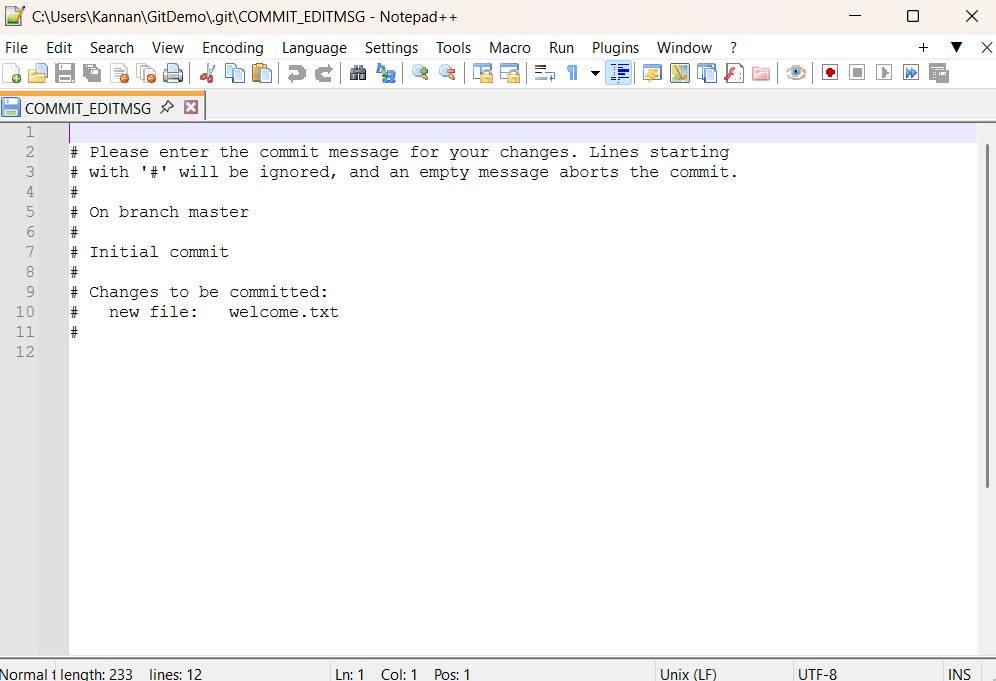 C:\Users\Kannan\GitDemo\.git\COMMIT_EDITMSG - Notepad++
File Edit Search View Encoding Language Settings Tools Macro Run Plugins Window ?
COMMIT_EDITMSG
1
2 # Please enter the commit message for your changes. Lines starting
3 # with '#' will be ignored, and an empty message aborts the commit.
4 #
5 # On branch master
6 #
7 # Initial commit
8 #
9 # Changes to be committed:
10 #   new file:   welcome.txt
11 #
12
Normal t length: 233 lines: 12 Ln: 1 Col: 1 Pos: 1 Unix (LF) UTF-8 INS